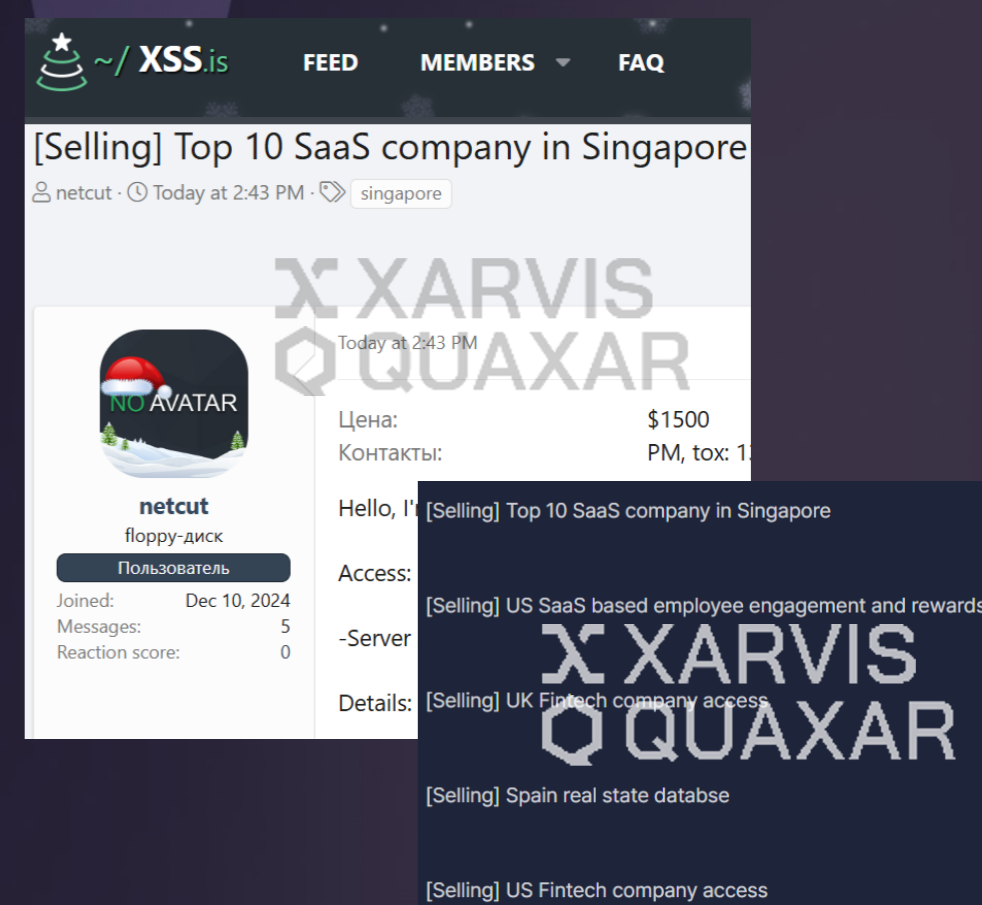 ~/ XSS.is FEED MEMBERS FAQ
[Selling] Top 10 SaaS company in Singapore
netcut · Today at 2:43 PM · singapore
XARVIS
QUAXAR
Today at 2:43 PM
NO AVATAR
Цена: $1500
Контакты: PM, tox:
netcut
floppy-диск
Пользователь
Joined: Dec 10, 2024
Messages: 5
Reaction score: 0
Hello,
Access:
-Server
Details:
[Selling] Top 10 SaaS company in Singapore
[Selling] US SaaS based employee engagement and rewards
XARVIS
[Selling] UK Fintech company access
QUAXAR
[Selling] Spain real state databse
[Selling] US Fintech company access